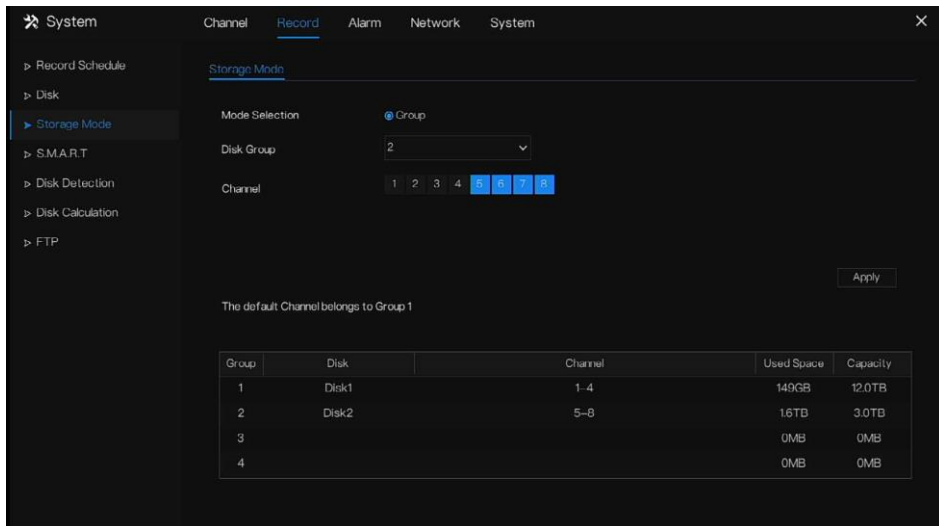 System Channel Record Alarm Network System ×
Record Schedule
Storage Mode
Disk
Mode Selection Group
Storage Mode
Disk Group 2
S.M.A.R.T
Disk Detection
Channel 1 2 3 4 5 6 7 8
Disk Calculation
FTP
Apply
The default Channel belongs to Group 1
Group Disk Channel Used Space Capacity
1 Disk1 1-4 149GB 12.0TB
2 Disk2 5-8 1.6TB 3.0TB
3 0MB 0MB
4 0MB 0MB